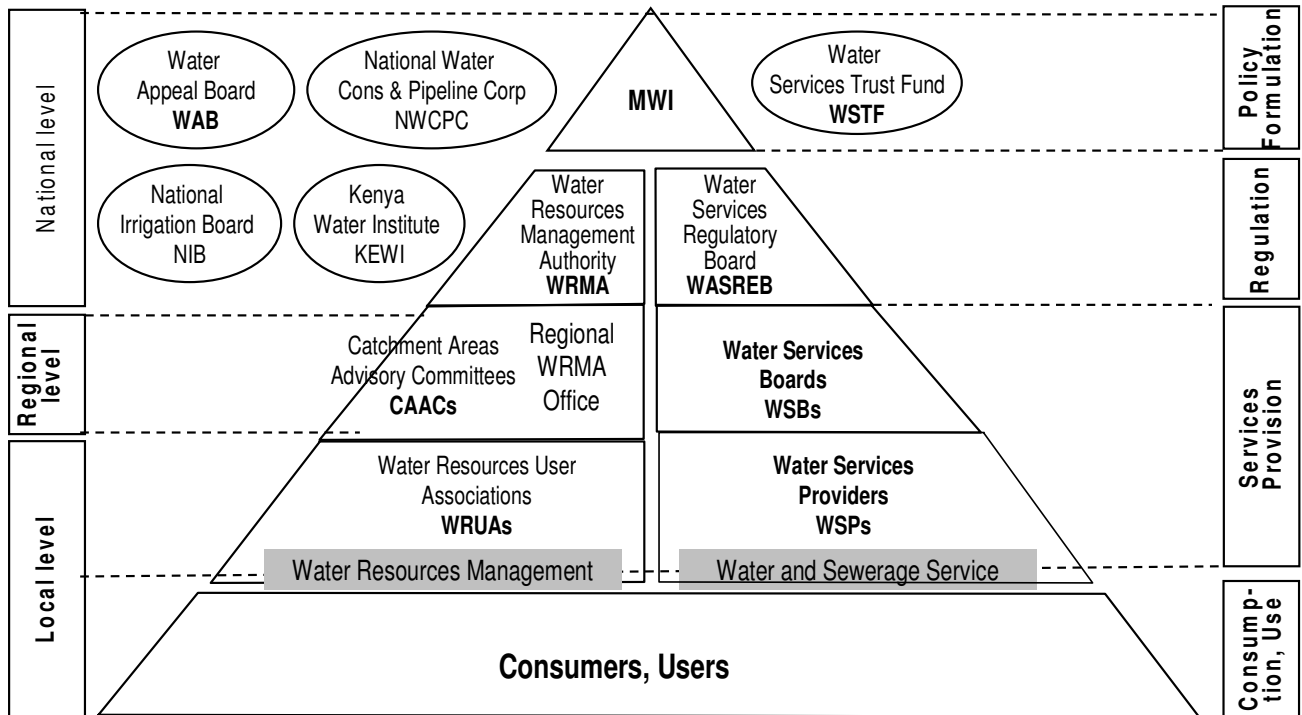 National level
Water
Appeal Board
WAB
National Water
Cons & Pipeline Corp
NWCPC
MWI
Water
Services Trust Fund
WSTF
Policy
Formulation
National
Irrigation Board
NIB
Kenya
Water Institute
KEWI
Water
Resources
Management
Authority
WRMA
Water
Services
Regulatory
Board
WASREB
Regulation
Regional
level
Catchment Areas
Advisory Committees
CAACs
Regional
WRMA
Office
Water Services
Boards
WSBs
Services
Provision
Local level
Water Resources User
Associations
WRUAs
Water Services
Providers
WSPs
Water Resources Management
Water and Sewerage Service
Consumers, Users
Consump-
tion, Use